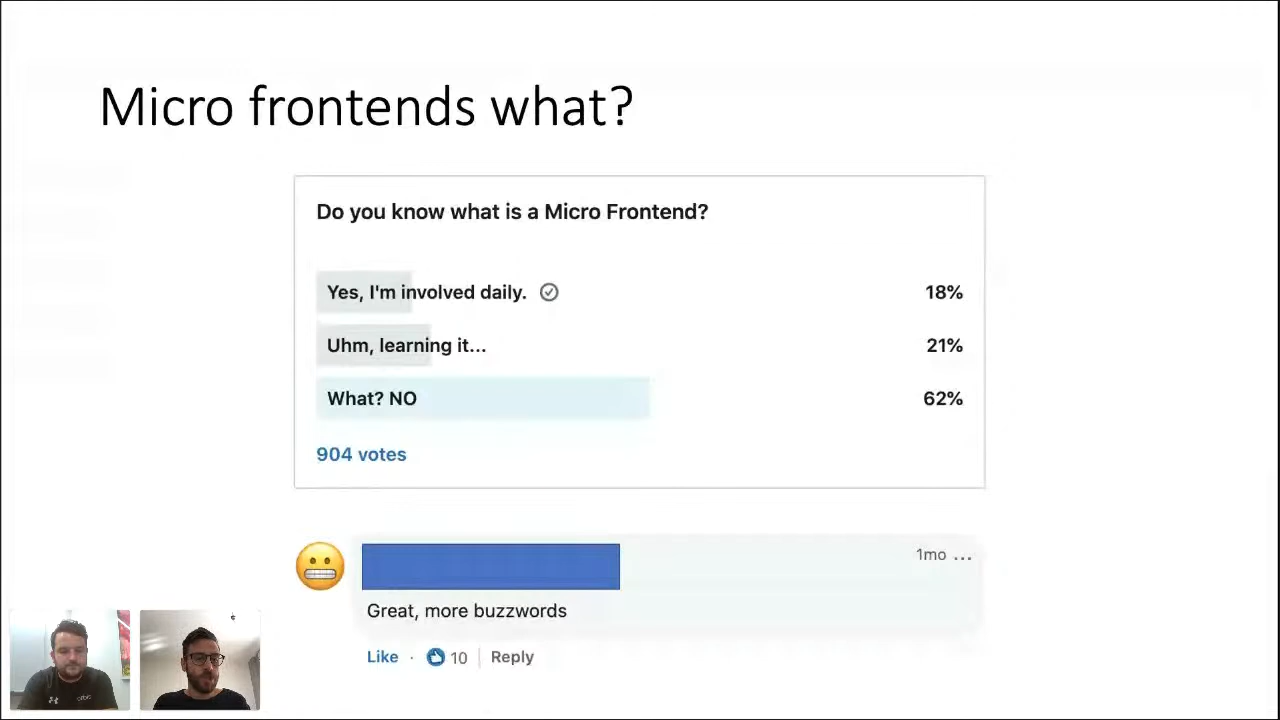 Micro frontends what?
Do you know what is a Micro Frontend?
Yes, I'm involved daily.
18%
Uhm, learning it...
21%
What? NO
62%
904 votes
1mo ...
Great, more buzzwords
Like · 10 Reply